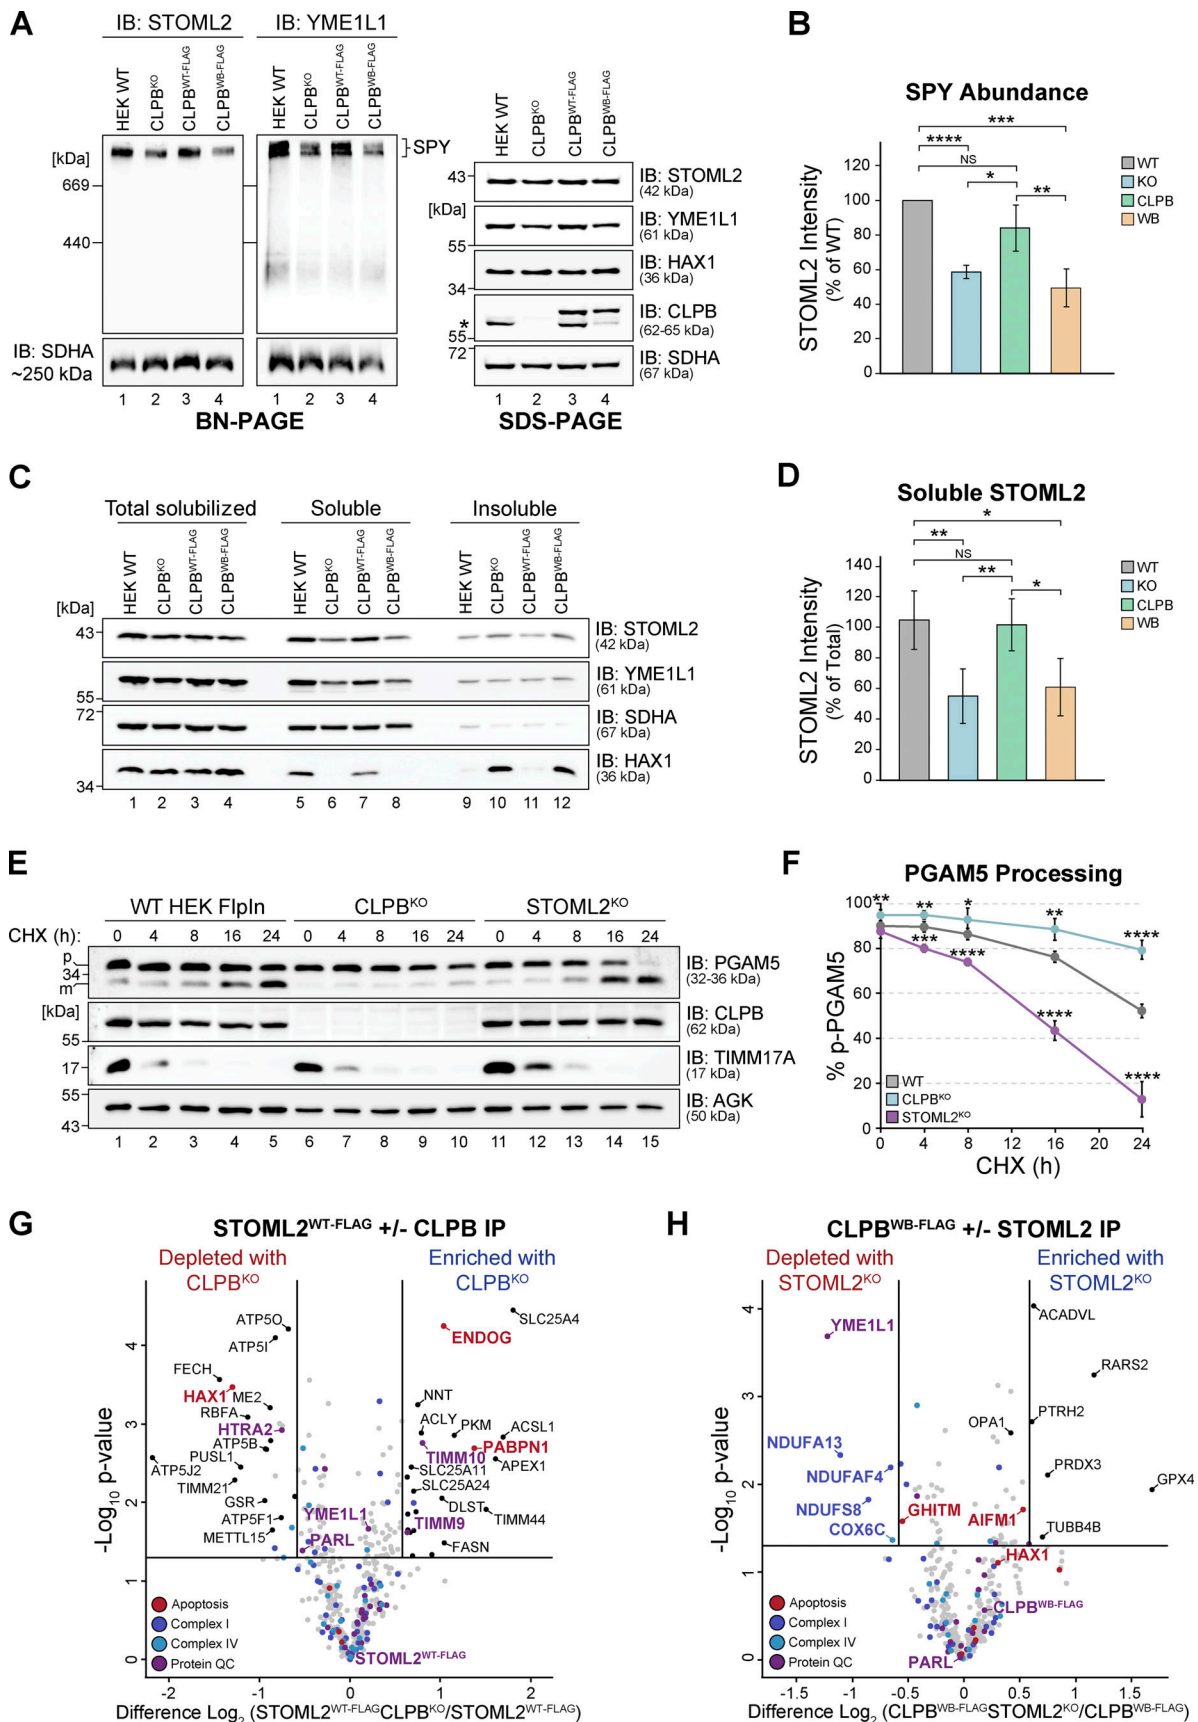 A
IB: STOML2
IB: YME1L1
HEK WT
CLPBKO
CLPBWT-FLAG
CLPBWB-FLAG
HEK WT
CLPBKO
CLPBWT-FLAG
CLPBWB-FLAG
[kDa]
669
440
SPY
IB: SDHA
~250 kDa
1 2 3 4
1 2 3 4
BN-PAGE
HEK WT
CLPBKO
CLPBWT-FLAG
CLPBWB-FLAG
43
[kDa]
55
34
*
55
72
IB: STOML2
(42 kDa)
IB: YME1L1
(61 kDa)
IB: HAX1
(36 kDa)
IB: CLPB
(62-65 kDa)
IB: SDHA
(67 kDa)
1 2 3 4
SDS-PAGE
B
SPY Abundance
***
****
NS
*
**
STOML2 Intensity
(% of WT)
120
100
80
60
40
20
0
WT
KO
CLPB
WB
C
Total solubilized
Soluble
Insoluble
HEK WT
CLPBKO
CLPBWT-FLAG
CLPBWB-FLAG
HEK WT
CLPBKO
CLPBWT-FLAG
CLPBWB-FLAG
HEK WT
CLPBKO
CLPBWT-FLAG
CLPBWB-FLAG
[kDa]
43
55
72
34
IB: STOML2
(42 kDa)
IB: YME1L1
(61 kDa)
IB: SDHA
(67 kDa)
IB: HAX1
(36 kDa)
1 2 3 4 5 6 7 8 9 10 11 12
D
Soluble STOML2
*
**
NS
**
*
STOML2 Intensity
(% of Total)
140
120
100
80
60
40
20
0
WT
KO
CLPB
WB
E
WT HEK FlpIn
CLPBKO
STOML2KO
CHX (h): 0 4 8 16 24 0 4 8 16 24 0 4 8 16 24
p
34
m
[kDa]
55
17
55
43
IB: PGAM5
(32-36 kDa)
IB: CLPB
(62 kDa)
IB: TIMM17A
(17 kDa)
IB: AGK
(50 kDa)
1 2 3 4 5 6 7 8 9 10 11 12 13 14 15
F
PGAM5 Processing
% p-PGAM5
100
80
60
40
20
0
** ** * ** ****
*** **** **** ****
WT
CLPBKO
STOML2KO
0 4 8 12 16 20 24
CHX (h)
G
STOML2WT-FLAG +/- CLPB IP
Depleted with
CLPBKO
Enriched with
CLPBKO
-Log10 p-value
4
3
2
1
0
ATP5O
ATP5I
FECH
HAX1
ME2
RBFA
HTRA2
ATP5B
PUSL1
ATP5J2
TIMM21
GSR
ATP5F1
METTL15
YME1L1
PARL
SLC25A4
ENDOG
NNT
ACLY
PKM
ACSL1
PABPN1
TIMM10
APEX1
SLC25A11
SLC25A24
DLST
TIMM44
TIMM9
FASN
STOML2WT-FLAG
Apoptosis
Complex I
Complex IV
Protein QC
-2 -1 0 1 2
Difference Log2 (STOML2WT-FLAGCLPBKO/STOML2WT-FLAG)
H
CLPBWB-FLAG +/- STOML2 IP
Depleted with
STOML2KO
Enriched with
STOML2KO
-Log10 p-value
4
3
2
1
0
YME1L1
NDUFA13
NDUFAF4
NDUFS8
COX6C
GHITM
ACADVL
RARS2
PTRH2
OPA1
PRDX3
GPX4
AIFM1
TUBB4B
HAX1
CLPBWB-FLAG
PARL
Apoptosis
Complex I
Complex IV
Protein QC
-1.5 -1 -0.5 0 0.5 1 1.5
Difference Log2 (CLPBWB-FLAGSTOML2KO/CLPBWB-FLAG)